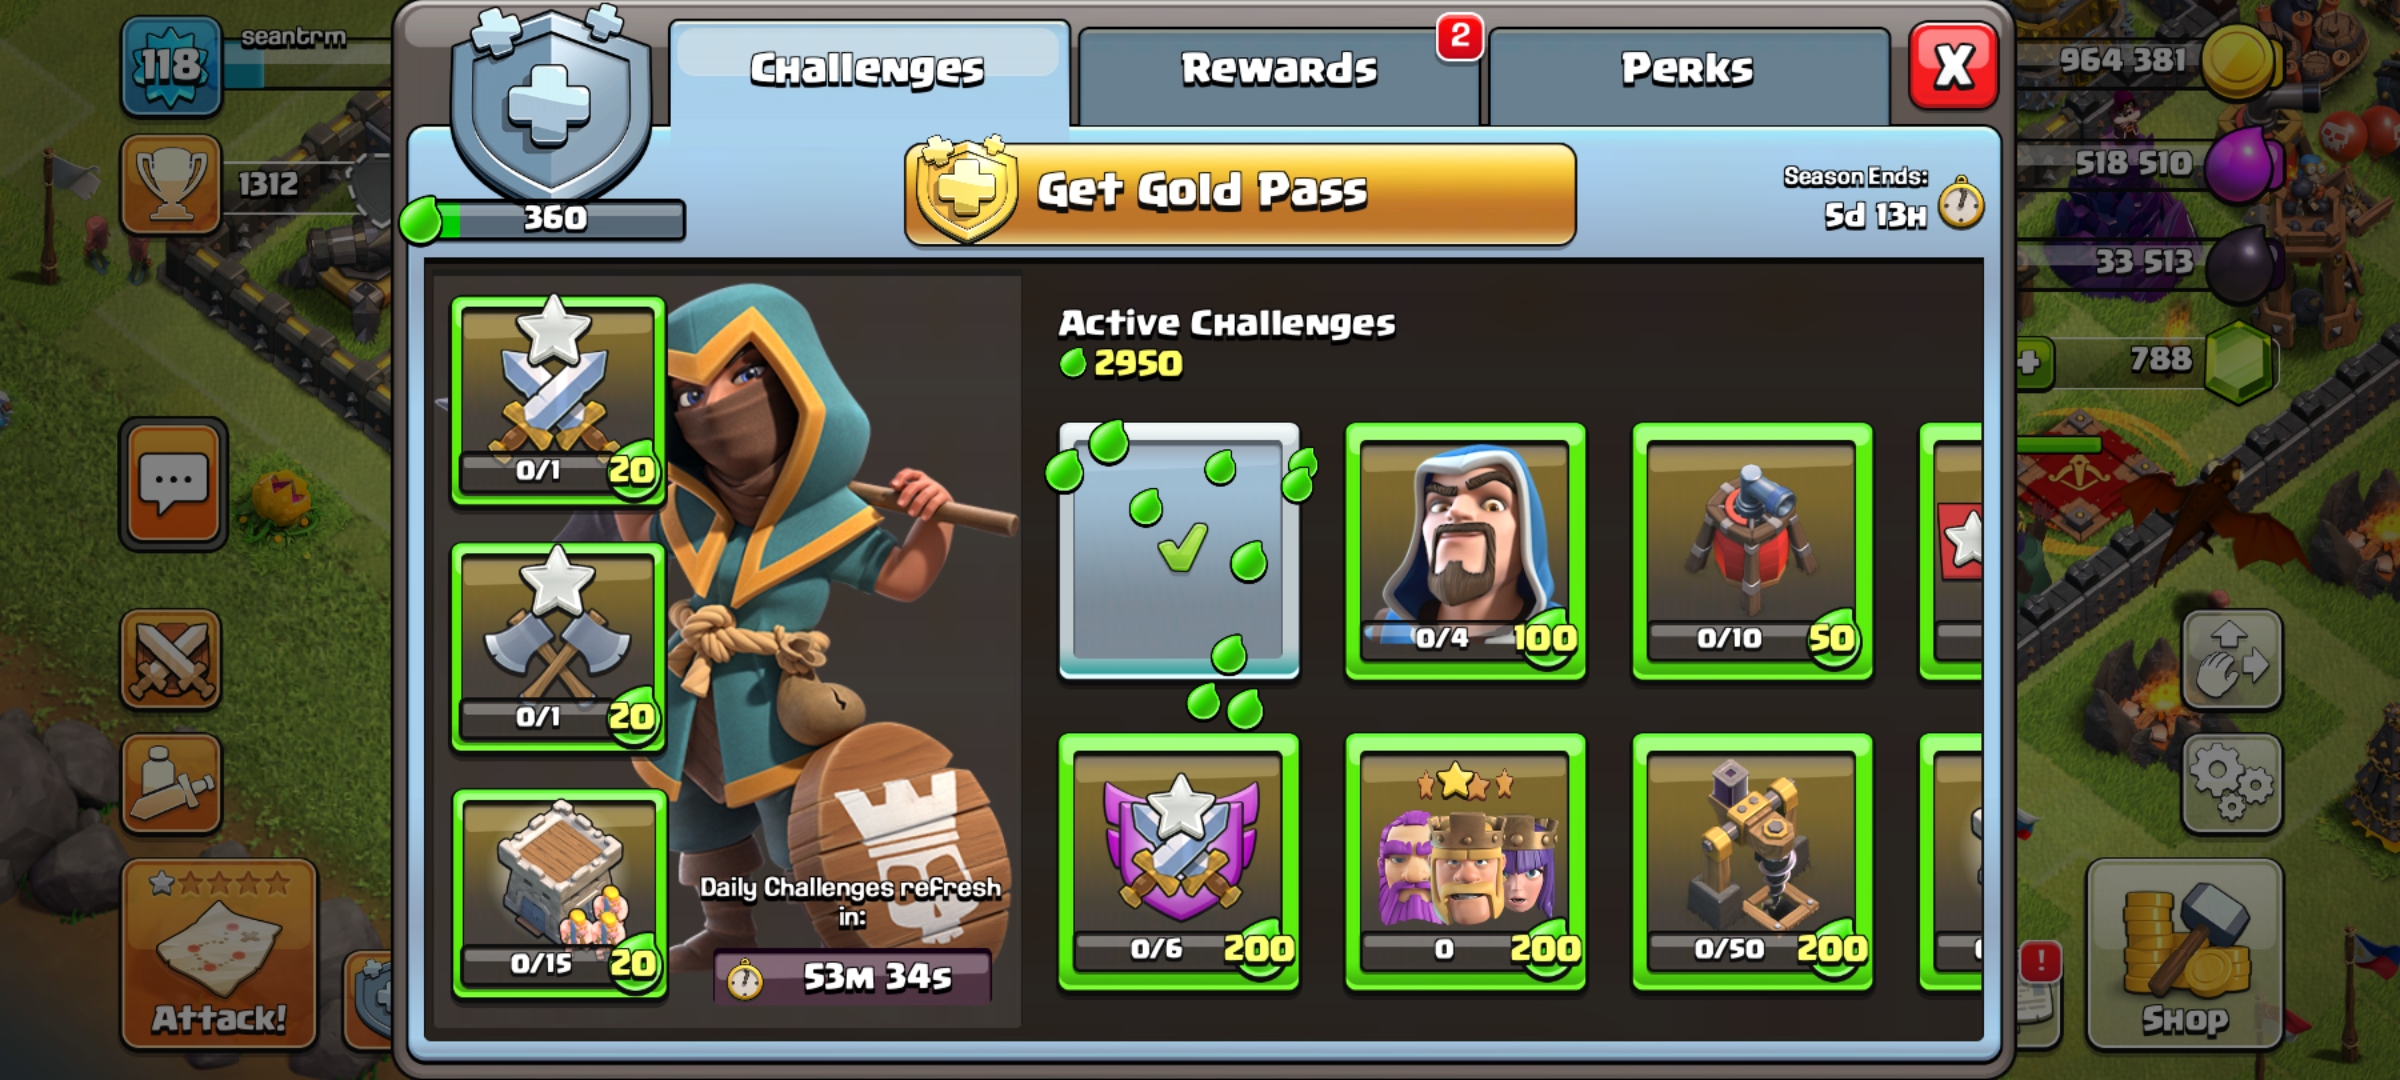 118
seantrm
1312
Challenges
Rewards
2
Perks
X
964 381
518 510
33 513
788
360
Get Gold Pass
Season Ends:
5d 13H
0/1
20
0/1
20
0/15
20
Daily Challenges refresh
in:
53M 34s
Active Challenges
2950
0/4
100
0/10
50
0/6
200
0
200
0/50
200
Attack!
!
Shop